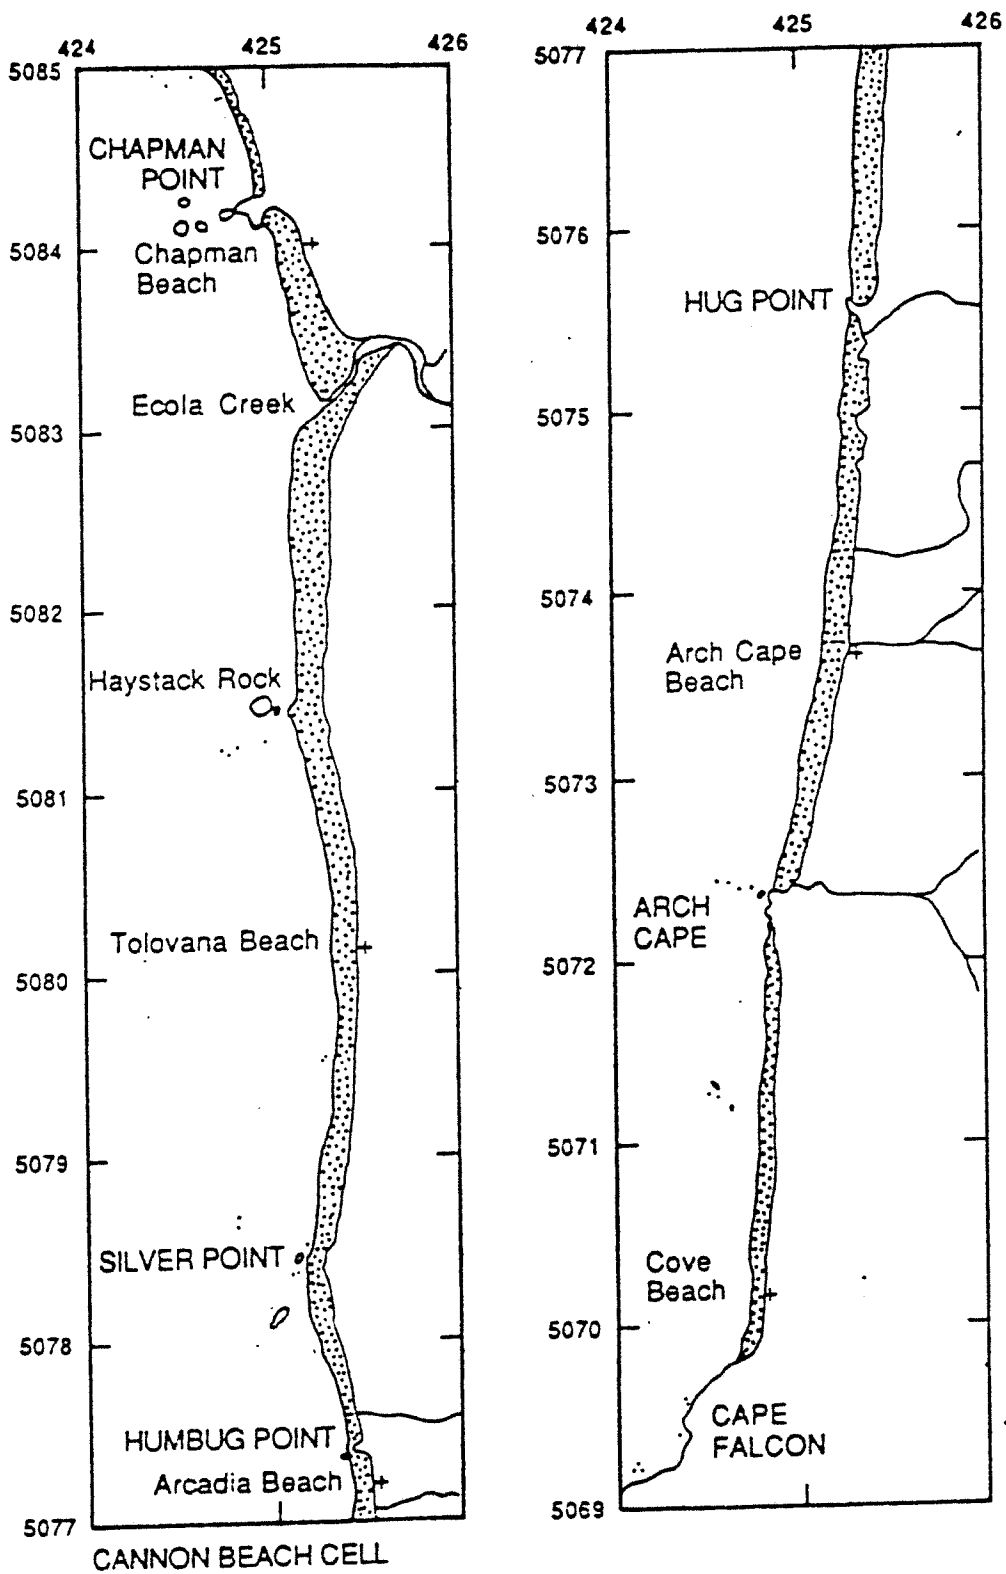 424 425 426
5085
CHAPMAN
POINT
5084
Chapman
Beach
Ecola Creek
5083
5082
Haystack Rock
5081
Tolovana Beach
5080
5079
SILVER POINT
5078
HUMBUG POINT
Arcadia Beach
5077
CANNON BEACH CELL
424 425 426
5077
5076
HUG POINT
5075
5074
Arch Cape
Beach
5073
ARCH
CAPE
5072
5071
Cove
Beach
5070
CAPE
FALCON
5069